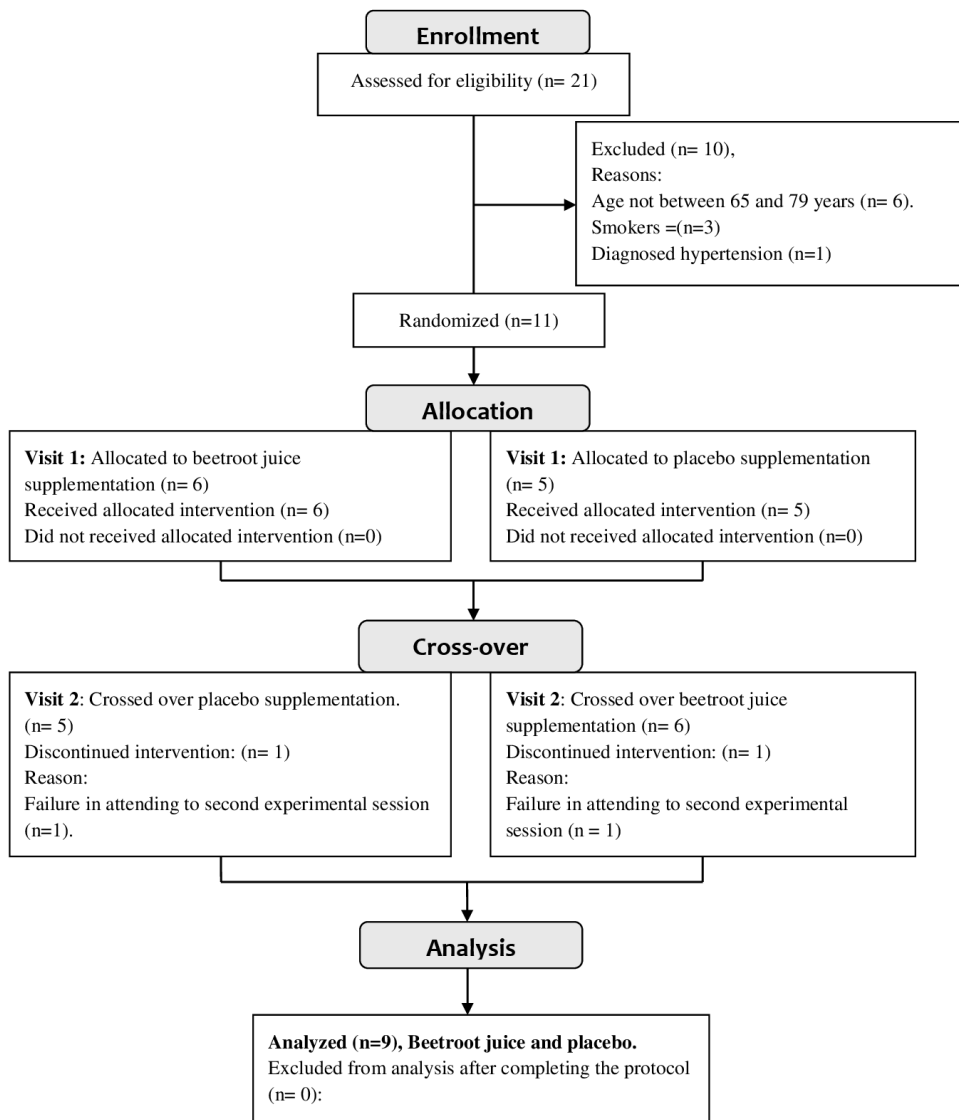 Enrollment
Assessed for eligibility (n= 21)
Excluded (n= 10),
Reasons:
Age not between 65 and 79 years (n= 6).
Smokers =(n=3)
Diagnosed hypertension (n=1)
Randomized (n=11)
Allocation
Visit 1: Allocated to beetroot juice
supplementation (n= 6)
Received allocated intervention (n= 6)
Did not received allocated intervention (n=0)
Visit 1: Allocated to placebo supplementation
(n= 5)
Received allocated intervention (n= 5)
Did not received allocated intervention (n=0)
Cross-over
Visit 2: Crossed over placebo supplementation.
(n= 5)
Discontinued intervention: (n= 1)
Reason:
Failure in attending to second experimental session
(n=1).
Visit 2: Crossed over beetroot juice
supplementation (n= 6)
Discontinued intervention: (n= 1)
Reason:
Failure in attending to second experimental
session (n = 1)
Analysis
Analyzed (n=9), Beetroot juice and placebo.
Excluded from analysis after completing the protocol
(n= 0):